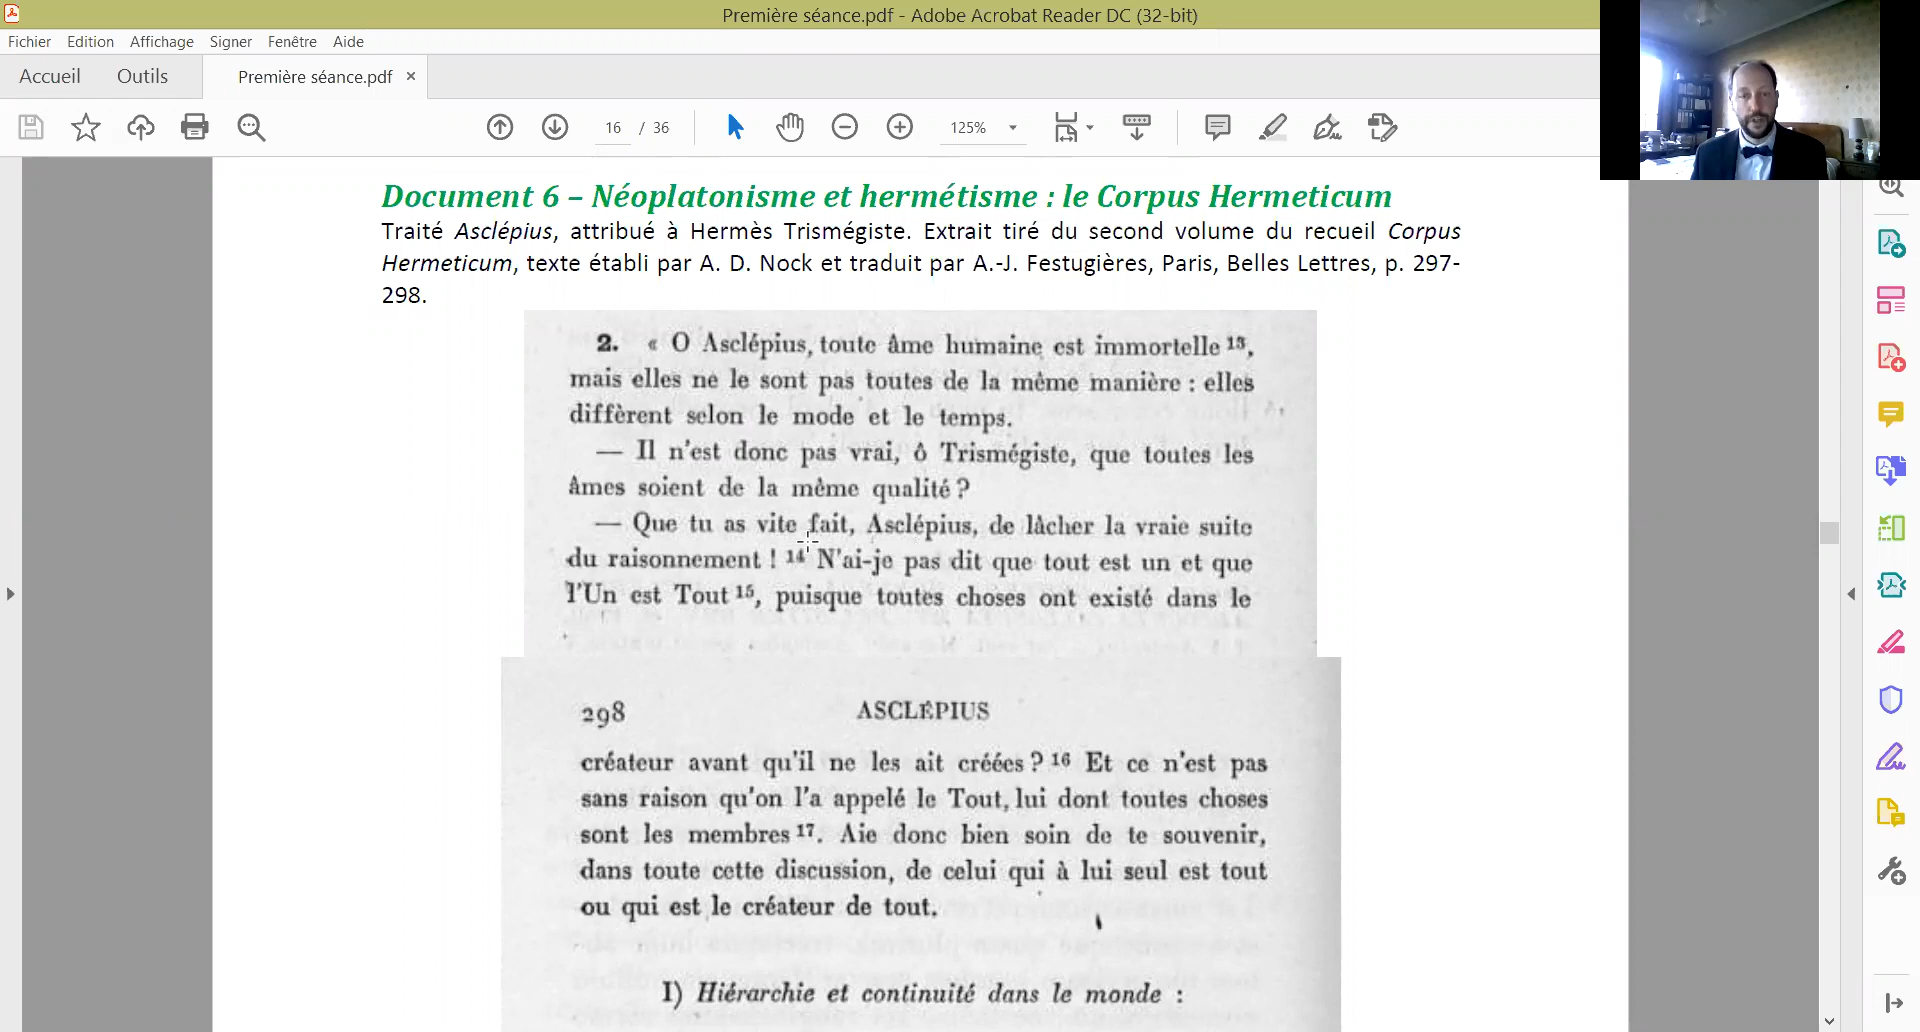 Première séance.pdf - Adobe Acrobat Reader DC (32-bit)
Fichier Edition Affichage Signer Fenêtre Aide
Accueil Outils Première séance.pdf ×
16 / 36 125%
Document 6 – Néoplatonisme et hermétisme : le Corpus Hermeticum
Traité Asclépius, attribué à Hermès Trismégiste. Extrait tiré du second volume du recueil Corpus
Hermeticum, texte établi par A. D. Nock et traduit par A.-J. Festugières, Paris, Belles Lettres, p. 297-
298.
2. « O Asclépius, toute âme humaine est immortelle 13,
mais elles ne le sont pas toutes de la même manière : elles
diffèrent selon le mode et le temps.
— Il n'est donc pas vrai, ô Trismégiste, que toutes les
âmes soient de la même qualité ?
— Que tu as vite fait, Asclépius, de lâcher la vraie suite
du raisonnement ! 14 N'ai-je pas dit que tout est un et que
l'Un est Tout 15, puisque toutes choses ont existé dans le
298 ASCLÉPIUS
créateur avant qu'il ne les ait créées ? 16 Et ce n'est pas
sans raison qu'on l'a appelé le Tout, lui dont toutes choses
sont les membres 17. Aie donc bien soin de te souvenir,
dans toute cette discussion, de celui qui à lui seul est tout
ou qui est le créateur de tout.
I) Hiérarchie et continuité dans le monde :